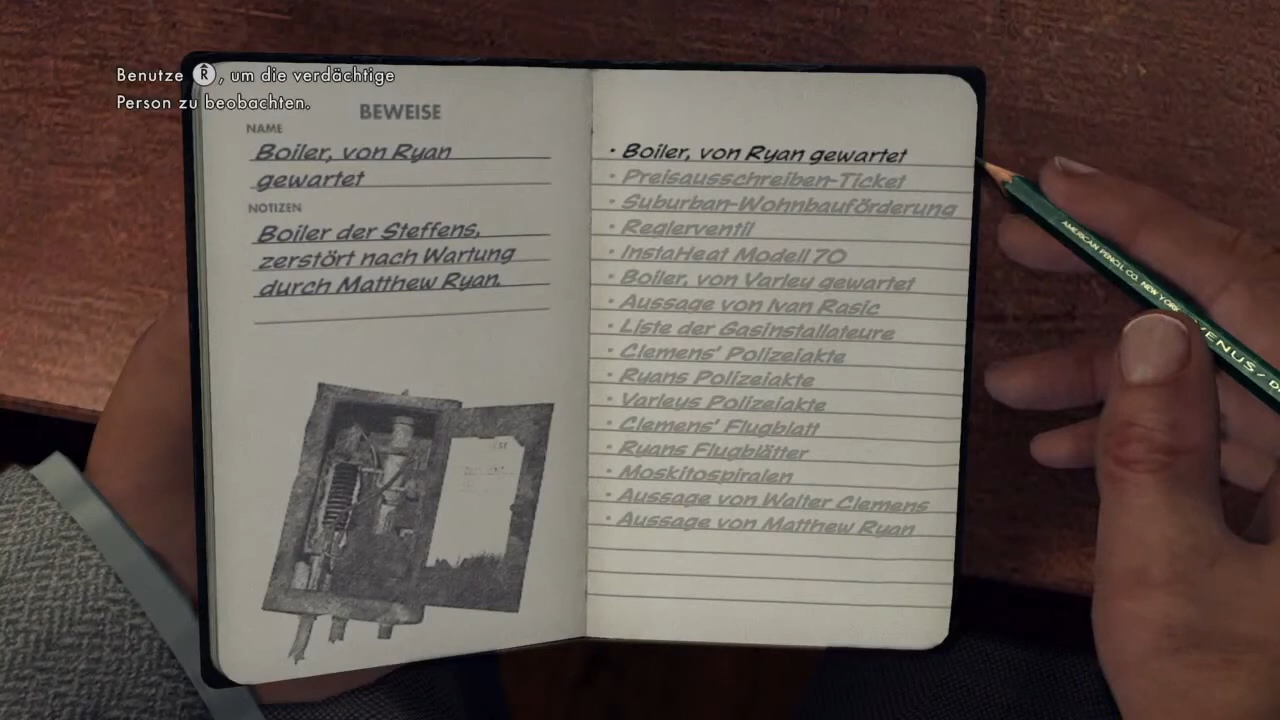 Benutze R, um die verdächtige
Person zu beobachten.
BEWEISE
NAME
Boiler, von Ryan
gewartet
NOTIZEN
Boiler der Steffens,
zerstört nach Wartung
durch Matthew Ryan.
• Boiler, von Ryan gewartet
• Preisausschreiben-Ticket
• Suburban-Wohnbauförderung
• Reglerventil
• InstaHeat Modell 70
• Boiler, von Varley gewartet
• Aussage von Ivan Rasic
• Liste der Gasinstallateure
• Clemens' Polizeiakte
• Ryans Polizeiakte
• Varleys Polizeiakte
• Clemens' Flugblatt
• Ryans Flugblätter
• Moskitospiralen
• Aussage von Walter Clemens
• Aussage von Matthew Ryan
AMERICAN PENCIL CO. NEW YORK
VENUS